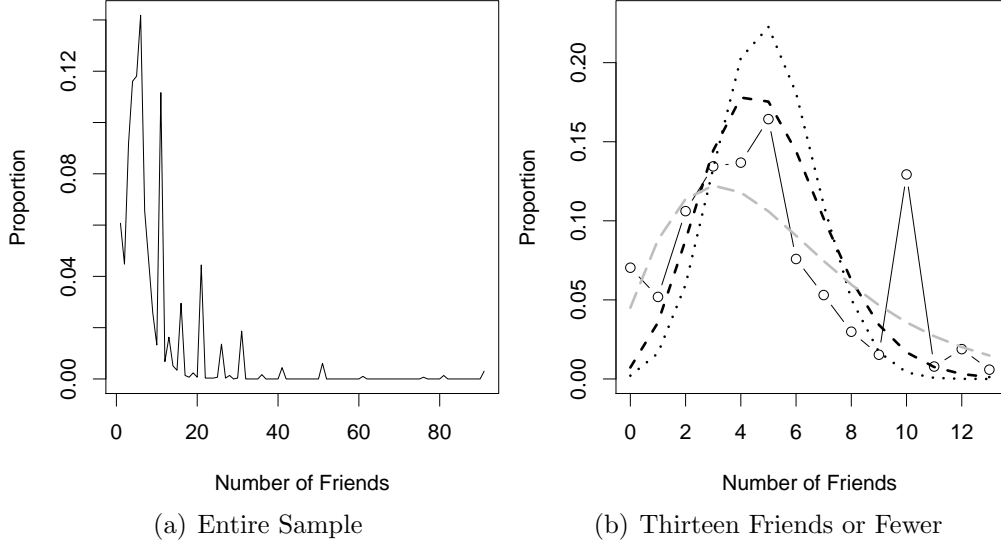 0.00 0.04 0.08 0.12
Proportion
0 20 40 60 80
Number of Friends
(a) Entire Sample
0.00 0.05 0.10 0.15 0.20
Proportion
0 2 4 6 8 10 12
Number of Friends
(b) Thirteen Friends or Fewer